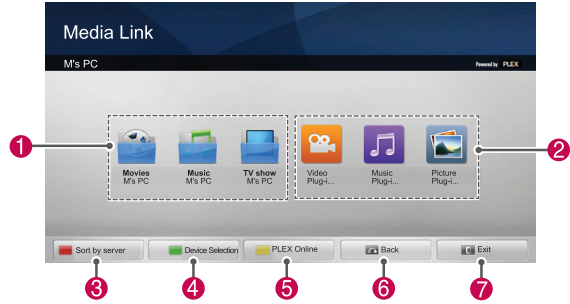 Media Link
M's PC
Powered by PLEX
1
2
Movies
M's PC
Music
M's PC
TV show
M's PC
Video
Plug-i...
Music
Plug-i...
Picture
Plug-i...
Sort by server
Device Selection
PLEX Online
Back
Exit
3
4
5
6
7